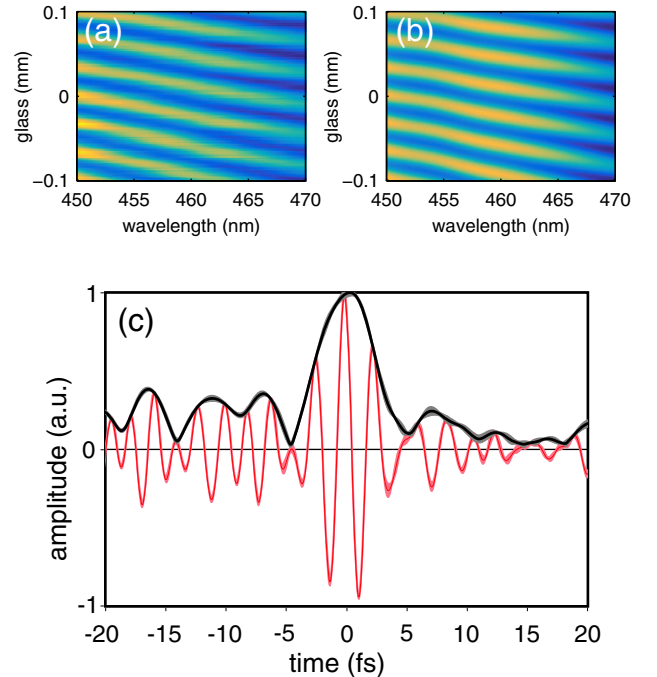 (a)
(b)
0.1
0
−0.1
glass (mm)
450 455 460 465 470
wavelength (nm)
0.1
0
−0.1
glass (mm)
450 455 460 465 470
wavelength (nm)
(c)
1
0
-1
amplitude (a.u.)
-20 -15 -10 -5 0 5 10 15 20
time (fs)